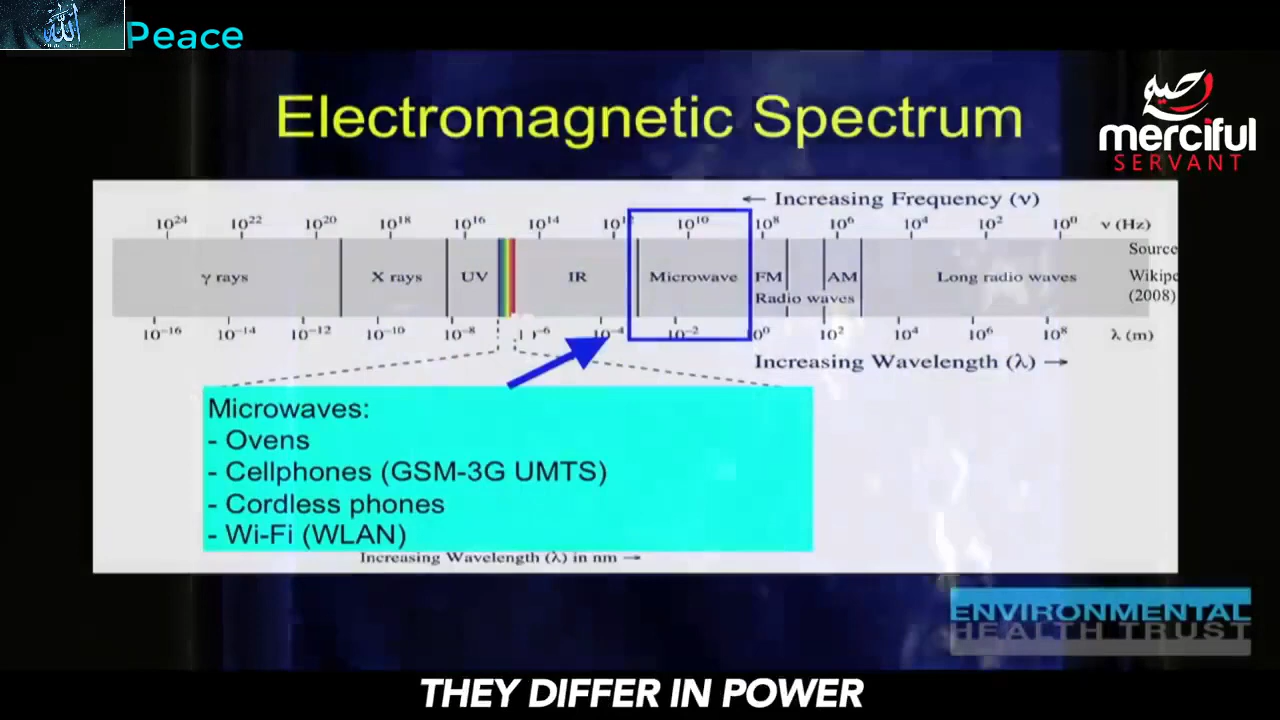 الله
Peace
رحيم
merciful
SERVANT
Electromagnetic Spectrum
← Increasing Frequency (ν)
10²⁴ 10²² 10²⁰ 10¹⁸ 10¹⁶ 10¹⁴ 10¹⁰ 10⁸ 10⁶ 10⁴ 10² 10⁰ ν (Hz)
Source
γ rays X rays UV IR Microwave FM AM Long radio waves
Radio waves
(2008)
10⁻¹⁶ 10⁻¹⁴ 10⁻¹² 10⁻¹⁰ 10⁻⁸ 10⁻⁴ 10⁻² 10⁰ 10² 10⁴ 10⁶ 10⁸ λ (m)
Increasing Wavelength (λ) →
Microwaves:
- Ovens
- Cellphones (GSM-3G UMTS)
- Cordless phones
- Wi-Fi (WLAN)
Increasing Wavelength (λ) in nm →
ENVIRONMENTAL
HEALTH TRUST
THEY DIFFER IN POWER